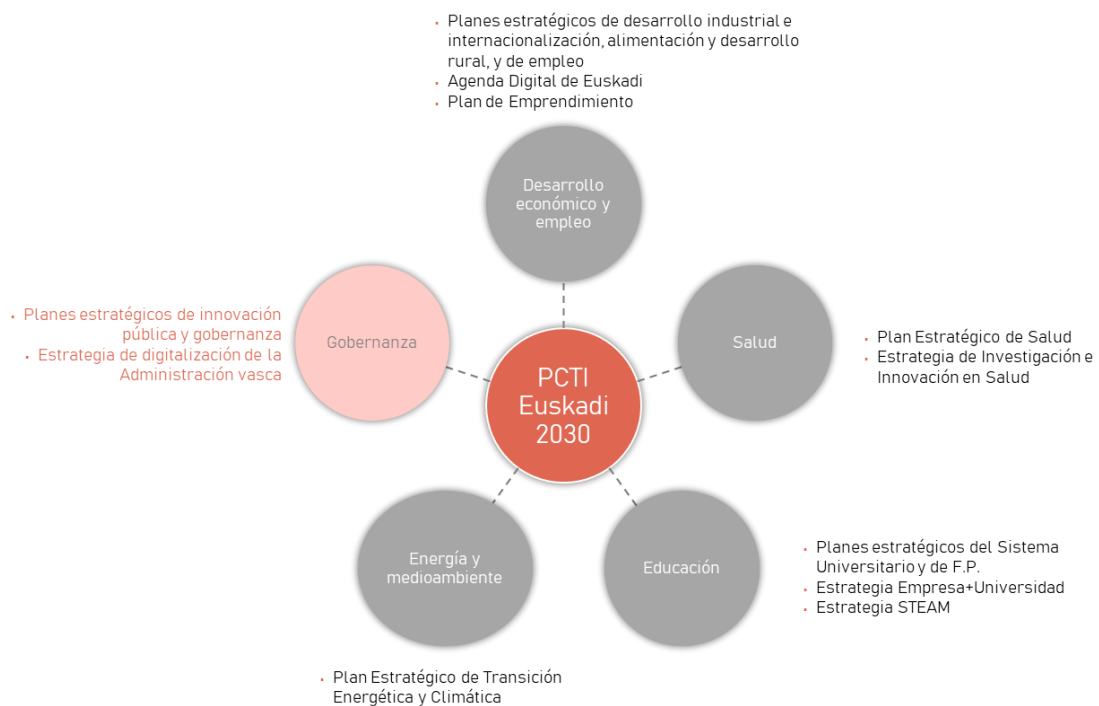 • Planes estratégicos de desarrollo industrial e
internacionalización, alimentación y desarrollo
rural, y de empleo
• Agenda Digital de Euskadi
• Plan de Emprendimiento
Desarrollo
económico y
empleo
• Planes estratégicos de innovación
pública y gobernanza
• Estrategia de digitalización de la
Administración vasca
Gobernanza
Salud
• Plan Estratégico de Salud
• Estrategia de Investigación e
Innovación en Salud
PCTI
Euskadi
2030
Energía y
medioambiente
Educación
• Planes estratégicos del Sistema
Universitario y de F.P.
• Estrategia Empresa+Universidad
• Estrategia STEAM
• Plan Estratégico de Transición
Energética y Climática